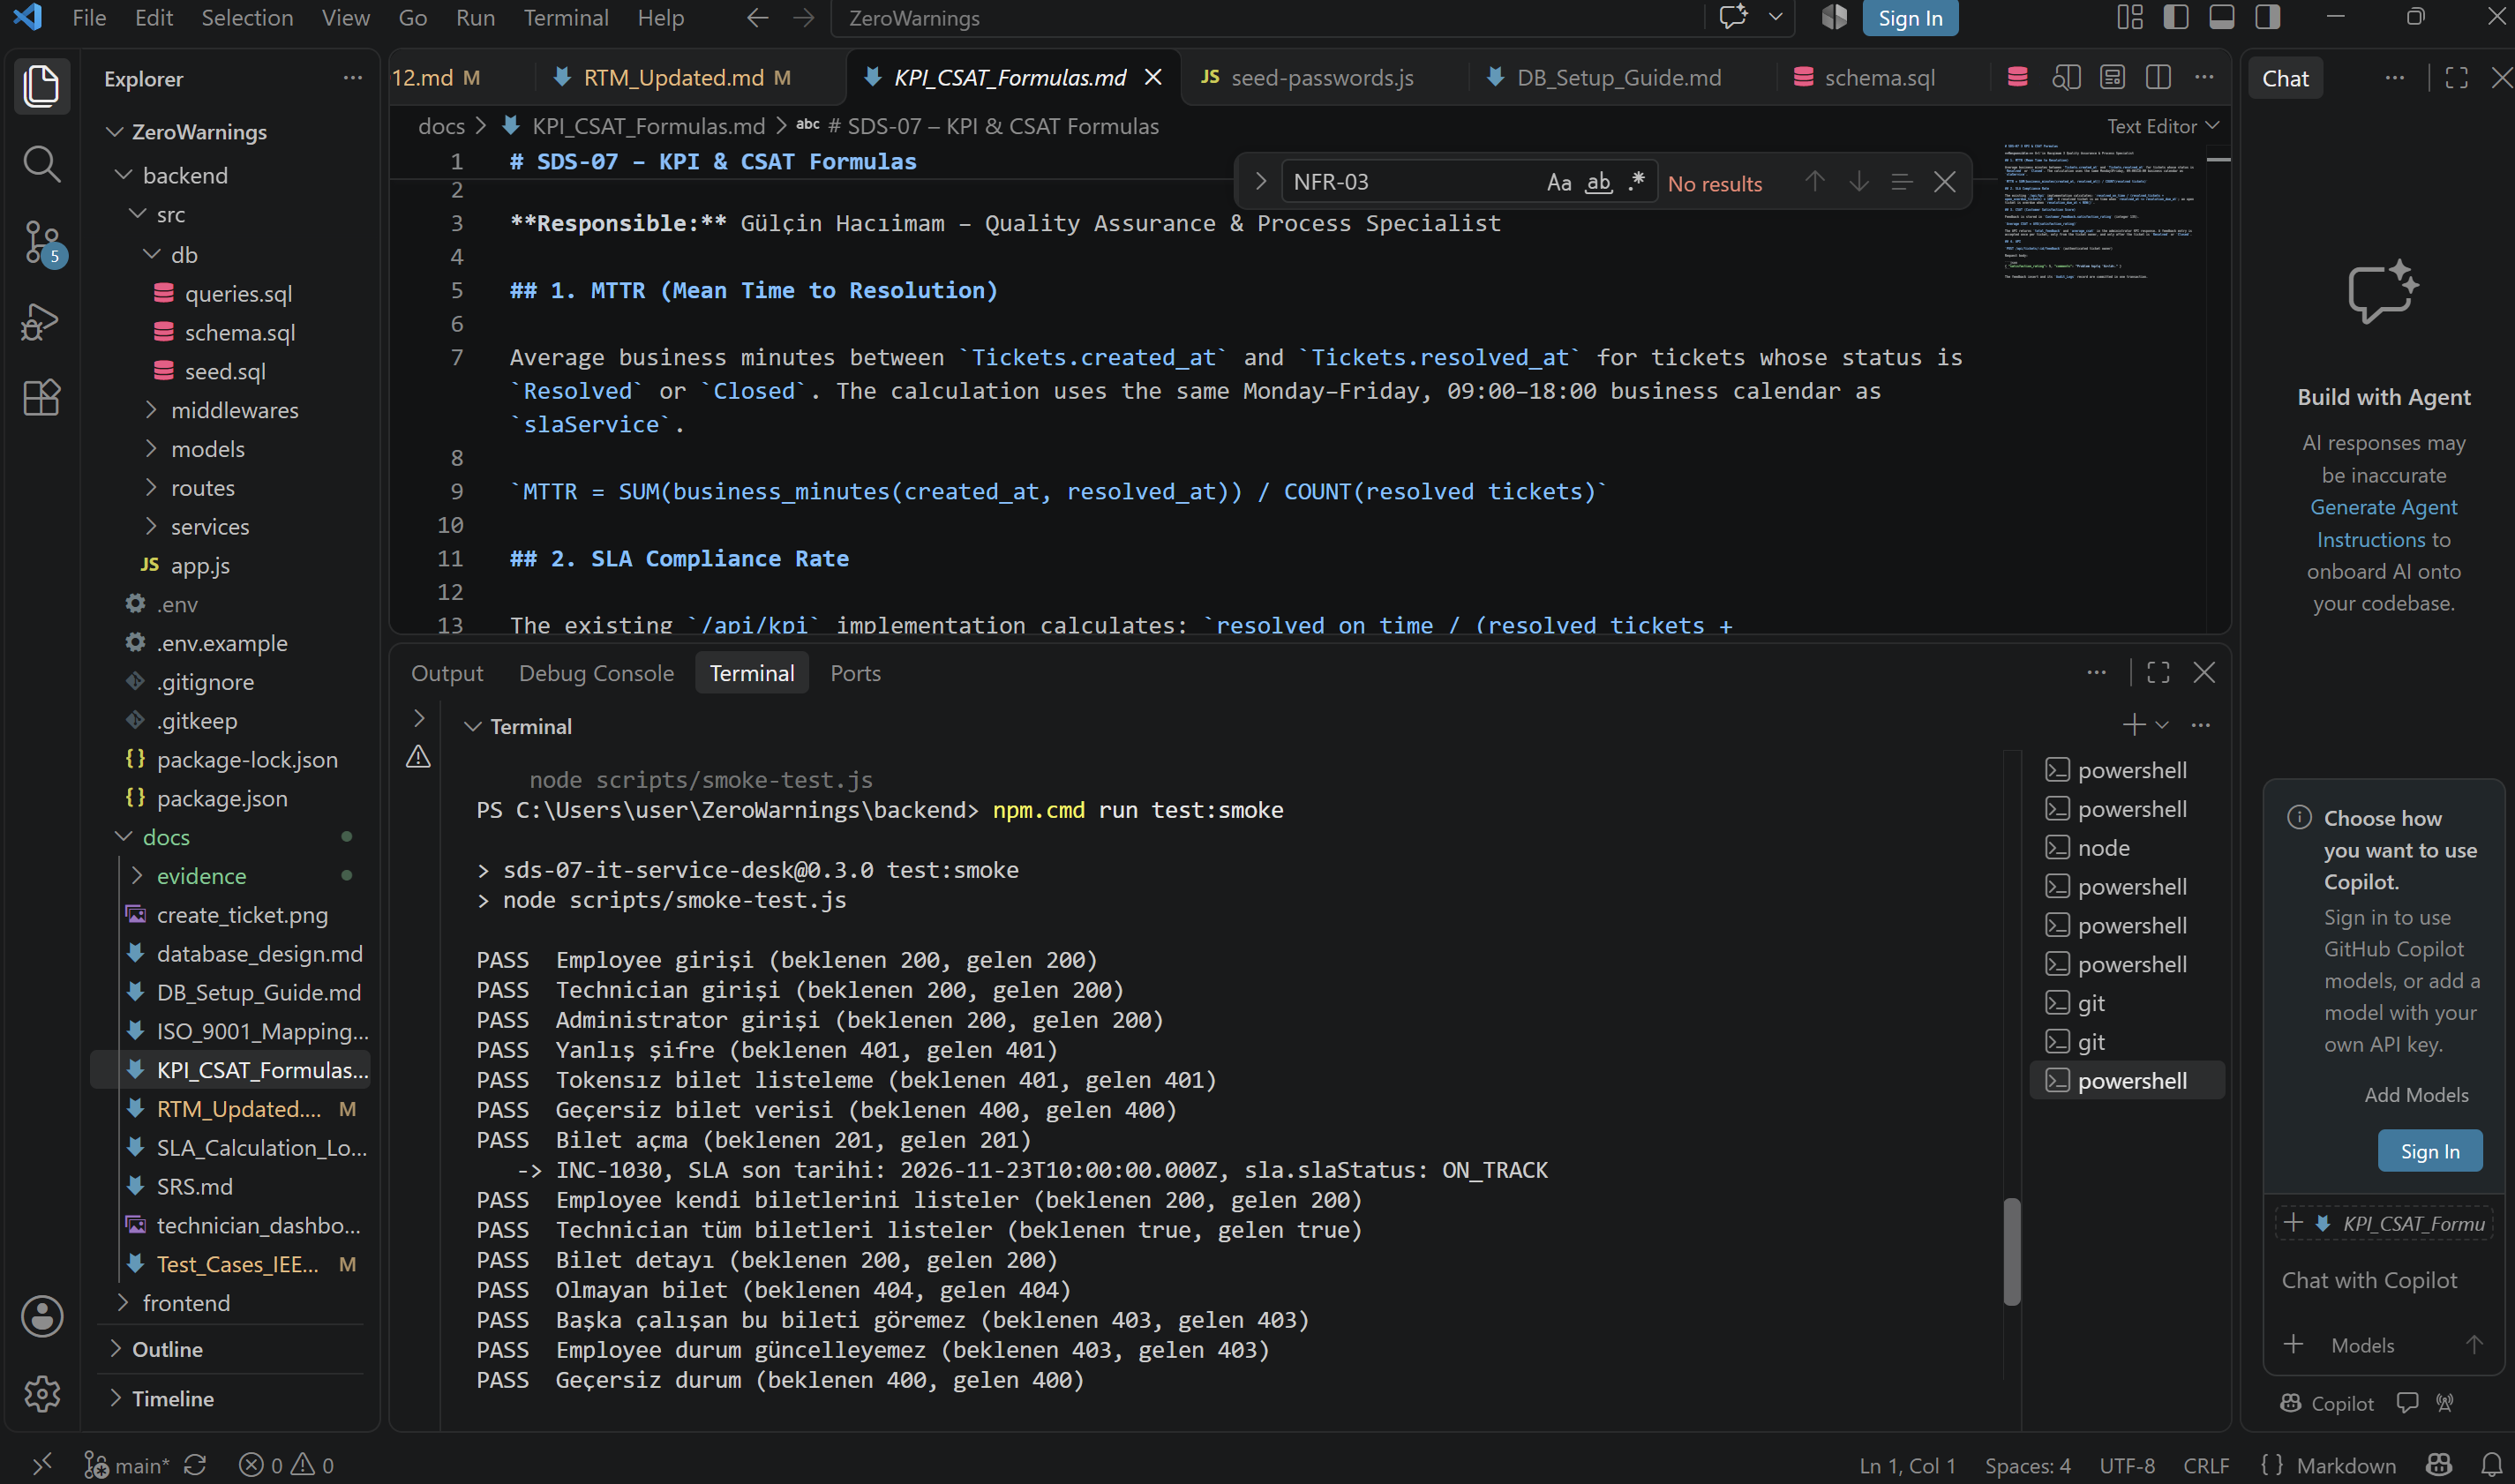 File Edit Selection View Go Run Terminal Help
ZeroWarnings
Sign In
Explorer
ZeroWarnings
backend
src
db
queries.sql
schema.sql
seed.sql
middlewares
models
routes
services
JS app.js
.env
.env.example
.gitignore
.gitkeep
{} package-lock.json
{} package.json
docs
evidence
create_ticket.png
database_design.md
DB_Setup_Guide.md
ISO_9001_Mapping...
KPI_CSAT_Formulas...
RTM_Updated.... M
SLA_Calculation_Lo...
SRS.md
technician_dashbo...
Test_Cases_IEE... M
frontend
Outline
Timeline
5
12.md M
RTM_Updated.md M
KPI_CSAT_Formulas.md
JS seed-passwords.js
DB_Setup_Guide.md
schema.sql
docs > KPI_CSAT_Formulas.md > abc # SDS-07 – KPI & CSAT Formulas
Text Editor
NFR-03 Aa ab .* No results
1 # SDS-07 – KPI & CSAT Formulas
2
3 **Responsible:** Gülçin Hacıimam – Quality Assurance & Process Specialist
4
5 ## 1. MTTR (Mean Time to Resolution)
6
7 Average business minutes between `Tickets.created_at` and `Tickets.resolved_at` for tickets whose status is
`Resolved` or `Closed`. The calculation uses the same Monday–Friday, 09:00–18:00 business calendar as
`slaService`.
8
9 `MTTR = SUM(business_minutes(created_at, resolved_at)) / COUNT(resolved tickets)`
10
11 ## 2. SLA Compliance Rate
12
13 The existing `/api/kpi` implementation calculates: `resolved on time / (resolved tickets +
Output Debug Console Terminal Ports
Terminal
node scripts/smoke-test.js
PS C:\Users\user\ZeroWarnings\backend> npm.cmd run test:smoke
> sds-07-it-service-desk@0.3.0 test:smoke
> node scripts/smoke-test.js
PASS Employee girişi (beklenen 200, gelen 200)
PASS Technician girişi (beklenen 200, gelen 200)
PASS Administrator girişi (beklenen 200, gelen 200)
PASS Yanlış şifre (beklenen 401, gelen 401)
PASS Tokensız bilet listeleme (beklenen 401, gelen 401)
PASS Geçersiz bilet verisi (beklenen 400, gelen 400)
PASS Bilet açma (beklenen 201, gelen 201)
-> INC-1030, SLA son tarihi: 2026-11-23T10:00:00.000Z, sla.slaStatus: ON_TRACK
PASS Employee kendi biletlerini listeler (beklenen 200, gelen 200)
PASS Technician tüm biletleri listeler (beklenen true, gelen true)
PASS Bilet detayı (beklenen 200, gelen 200)
PASS Olmayan bilet (beklenen 404, gelen 404)
PASS Başka çalışan bu bileti göremez (beklenen 403, gelen 403)
PASS Employee durum güncelleyemez (beklenen 403, gelen 403)
PASS Geçersiz durum (beklenen 400, gelen 400)
powershell
powershell
node
powershell
powershell
powershell
git
git
powershell
Chat
Build with Agent
AI responses may
be inaccurate
Generate Agent
Instructions to
onboard AI onto
your codebase.
Choose how
you want to use
Copilot.
Sign in to use
GitHub Copilot
models, or add a
model with your
own API key.
Add Models
Sign In
KPI_CSAT_Formu
Chat with Copilot
Models
Copilot
main* 0 0
Ln 1, Col 1 Spaces: 4 UTF-8 CRLF {} Markdown